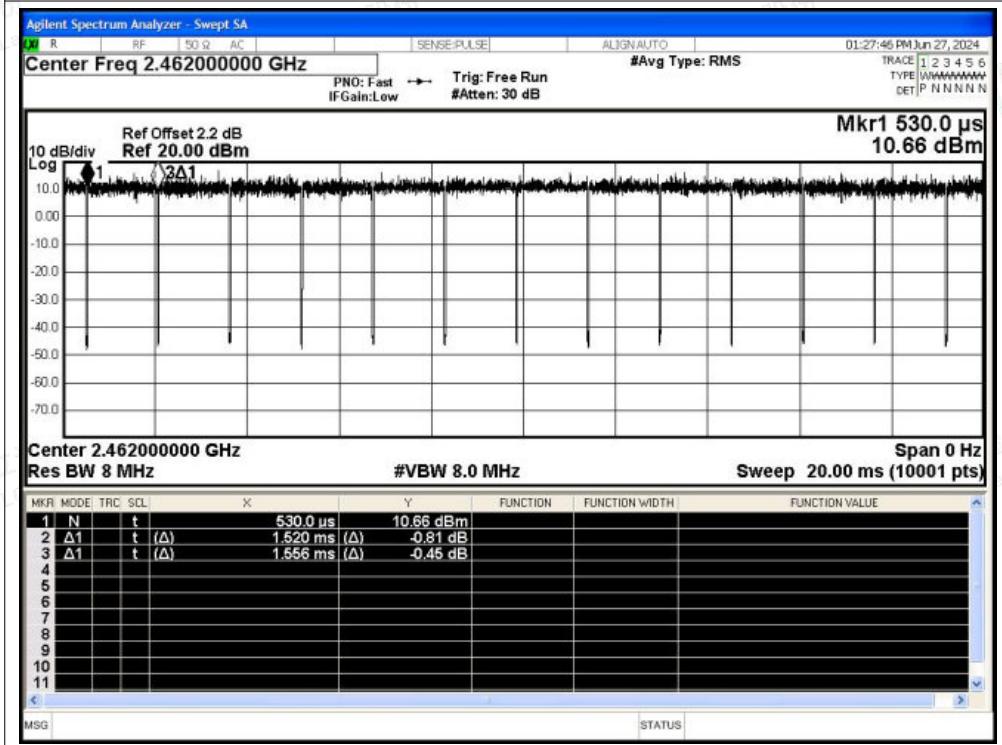 Agilent Spectrum Analyzer - Swept SA
LXI R RF 50 Ω AC SENSE:PULSE ALIGNAUTO 01:27:46 PM Jun 27, 2024
Center Freq 2.462000000 GHz #Avg Type: RMS TRACE 1 2 3 4 5 6
PNO: Fast Trig: Free Run TYPE WWWWWW
IFGain:Low #Atten: 30 dB DET P N N N N N
Mkr1 530.0 µs
Ref Offset 2.2 dB
10 dB/div Ref 20.00 dBm 10.66 dBm
Log
1 3Δ1
10.0
0.00
-10.0
-20.0
-30.0
-40.0
-50.0
-60.0
-70.0
Center 2.462000000 GHz Span 0 Hz
Res BW 8 MHz #VBW 8.0 MHz Sweep 20.00 ms (10001 pts)
MKR MODE TRC SCL X Y FUNCTION FUNCTION WIDTH FUNCTION VALUE
1 N t 530.0 µs 10.66 dBm
2 Δ1 t (Δ) 1.520 ms (Δ) -0.81 dB
3 Δ1 t (Δ) 1.556 ms (Δ) -0.45 dB
4
5
6
7
8
9
10
11
MSG STATUS